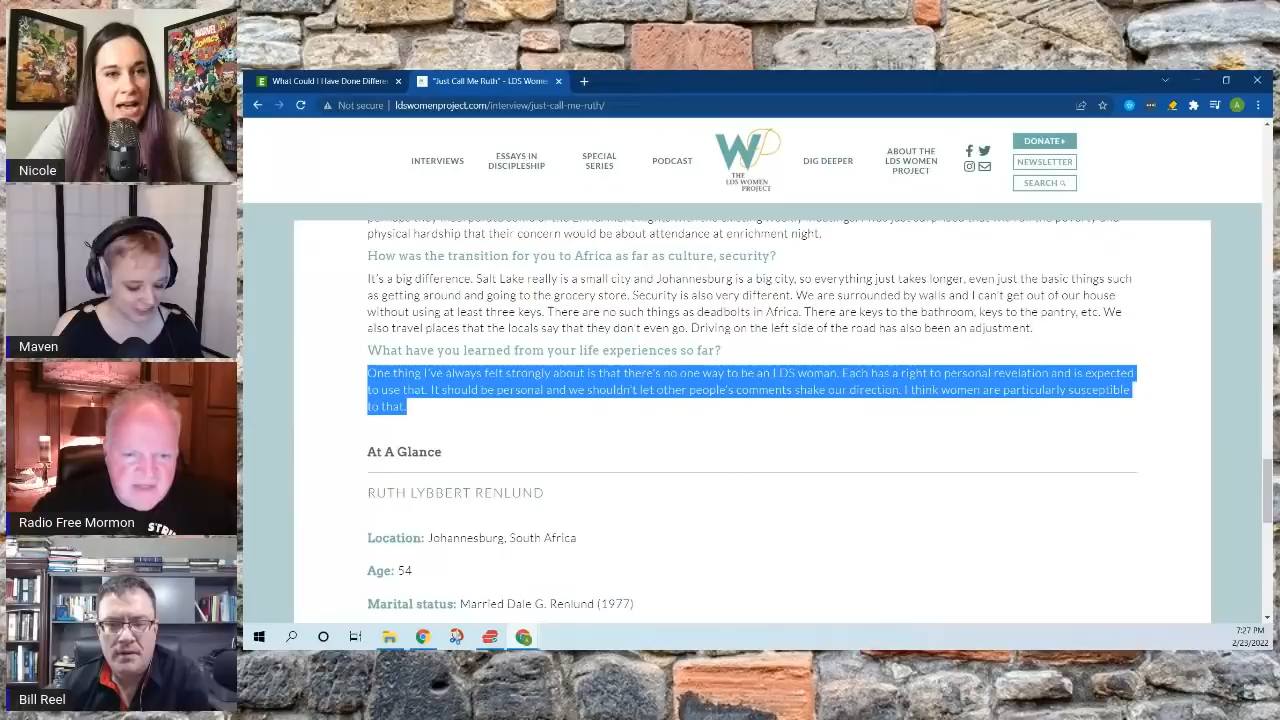 MARVEL COMICS
Nicole
Maven
Radio Free Mormon
Bill Reel
What Could I Have Done Differe
"Just Call Me Ruth" - LDS Wome
Not secure
ldswomenproject.com/interview/just-call-me-ruth/
A
INTERVIEWS
ESSAYS IN
DISCIPLESHIP
SPECIAL
SERIES
PODCAST
THE
LDS WOMEN
PROJECT
DIG DEEPER
ABOUT THE
LDS WOMEN
PROJECT
DONATE
NEWSLETTER
SEARCH
physical hardship that their concern would be about attendance at enrichment night.
How was the transition for you to Africa as far as culture, security?
It's a big difference. Salt Lake really is a small city and Johannesburg is a big city, so everything just takes longer, even just the basic things such
as getting around and going to the grocery store. Security is also very different. We are surrounded by walls and I can't get out of our house
without using at least three keys. There are no such things as deadbolts in Africa. There are keys to the bathroom, keys to the pantry, etc. We
also travel places that the locals say that they don't even go. Driving on the left side of the road has also been an adjustment.
What have you learned from your life experiences so far?
One thing I've always felt strongly about is that there's no one way to be an LDS woman. Each has a right to personal revelation and is expected
to use that. It should be personal and we shouldn't let other people's comments shake our direction. I think women are particularly susceptible
to that.
At A Glance
RUTH LYBBERT RENLUND
Location: Johannesburg, South Africa
Age: 54
Marital status: Married Dale G. Renlund (1977)
7:27 PM
2/23/2022